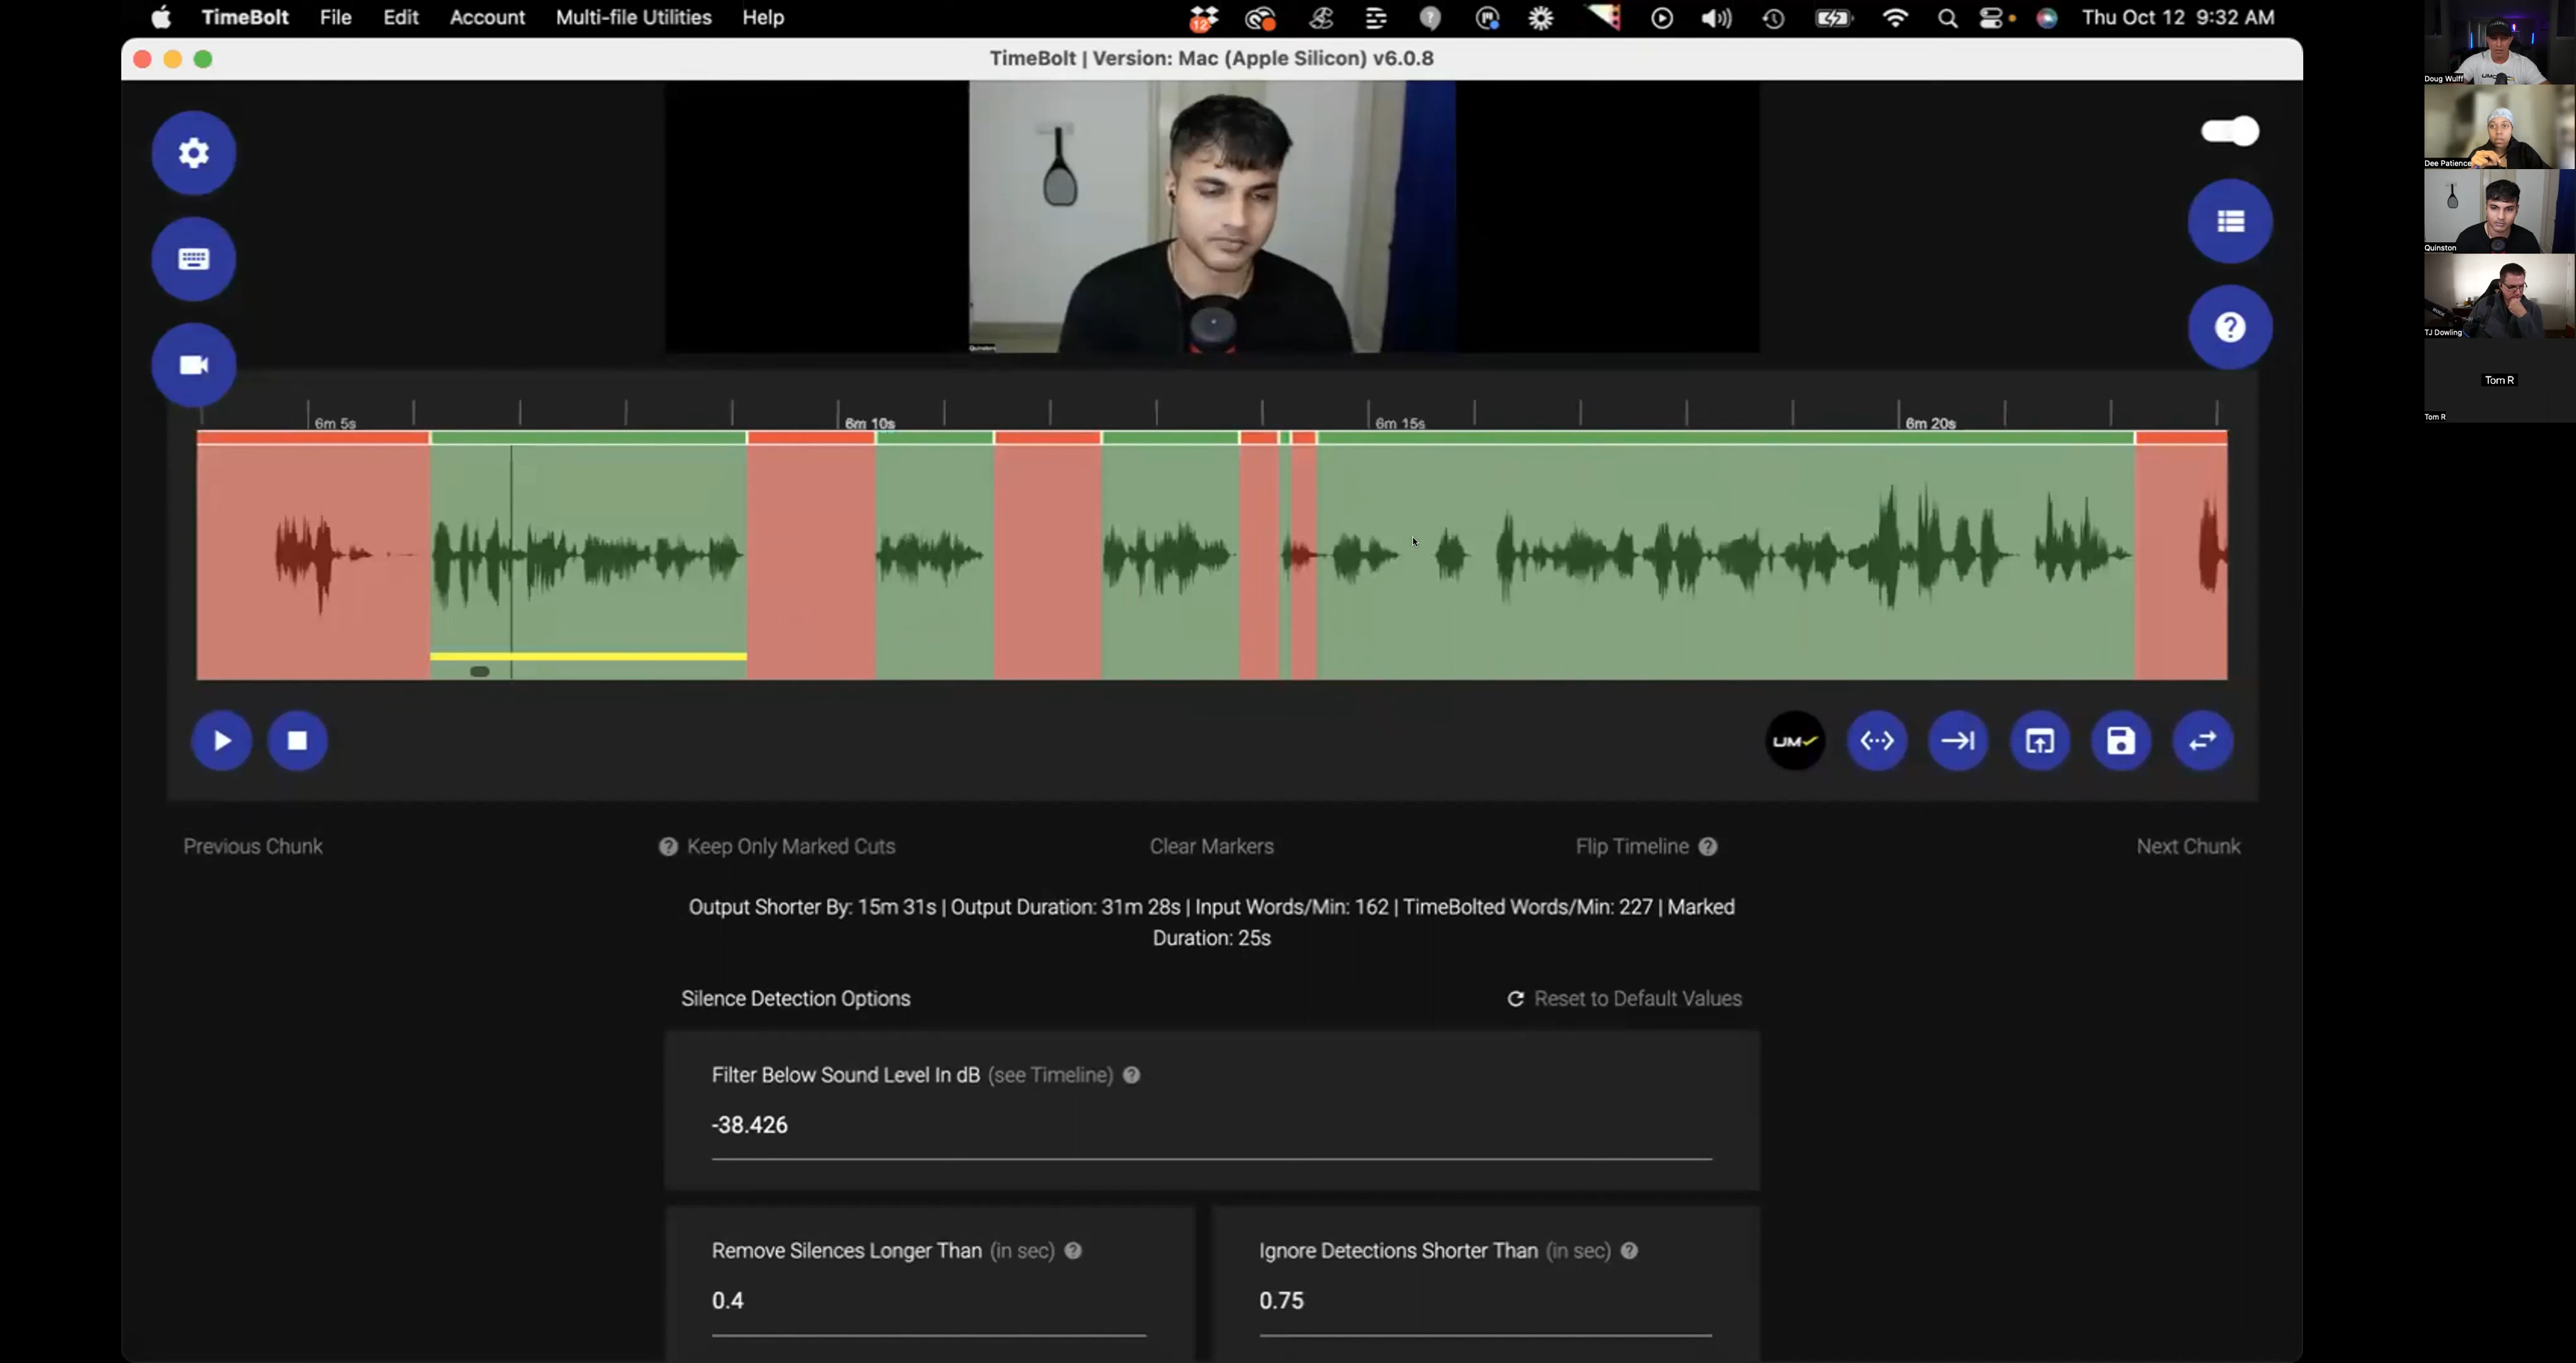 TimeBolt File Edit Account Multi-file Utilities Help
12
Thu Oct 12 9:32 AM
TimeBolt | Version: Mac (Apple Silicon) v6.0.8
Doug Wulff
Dee Patience
Quinston
TJ Dowling
Tom R
Tom R
Quinston
6m 5s 6m 10s 6m 15s 6m 20s
UM
Previous Chunk Keep Only Marked Cuts Clear Markers Flip Timeline Next Chunk
Output Shorter By: 15m 31s | Output Duration: 31m 28s | Input Words/Min: 162 | TimeBolted Words/Min: 227 | Marked
Duration: 25s
Silence Detection Options Reset to Default Values
Filter Below Sound Level In dB (see Timeline)
-38.426
Remove Silences Longer Than (in sec) Ignore Detections Shorter Than (in sec)
0.4 0.75